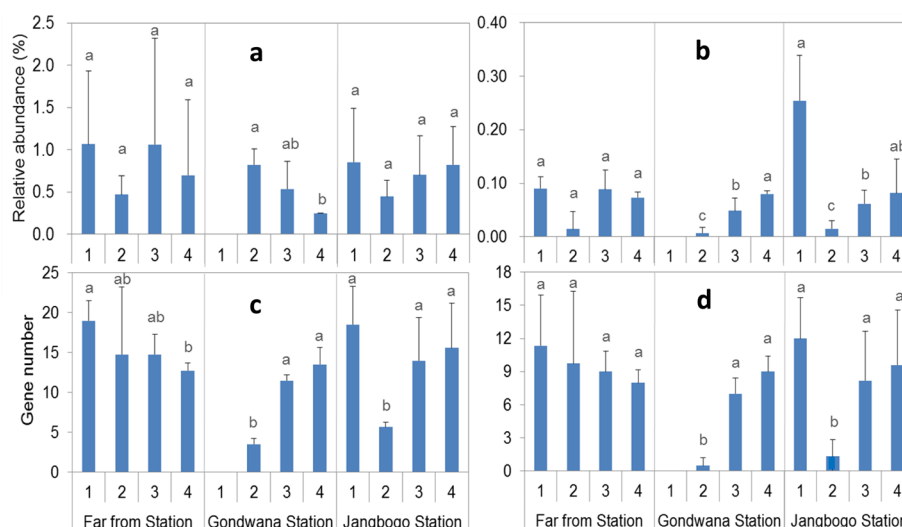 2.5 0.40
a a a
a b
2.0 a a
0.30
a a
1.5
a ab
1.0 a ab 0.20
a a a a
a a
b
0.5 0.10 a b
c c
0.0 0.00
1 2 3 4 1 2 3 4 1 2 3 4 1 2 3 4 1 2 3 4 1 2 3 4
Relative abundance (%)
25 18
a ab a a a a a
c d
20 15
ab a a a a
a
15 b a 12
a a
10 9
b b
5 6
b b
3
0 0
1 2 3 4 1 2 3 4 1 2 3 4 1 2 3 4 1 2 3 4 1 2 3 4
Gene number
Far from Station Gondwana Station Jangbogo Station Far from Station Gondwana Station Jangbogo Station